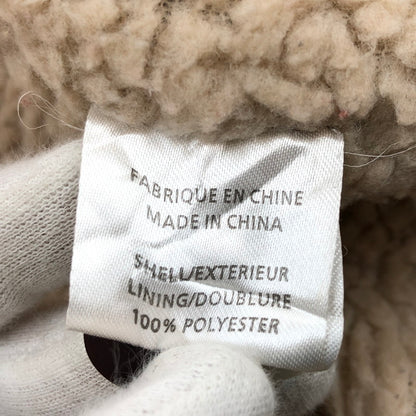 FABRIQUE EN CHINE
MADE IN CHINA
SHELL/EXTERIEUR
LINING/DOUBLURE
100% POLYESTER